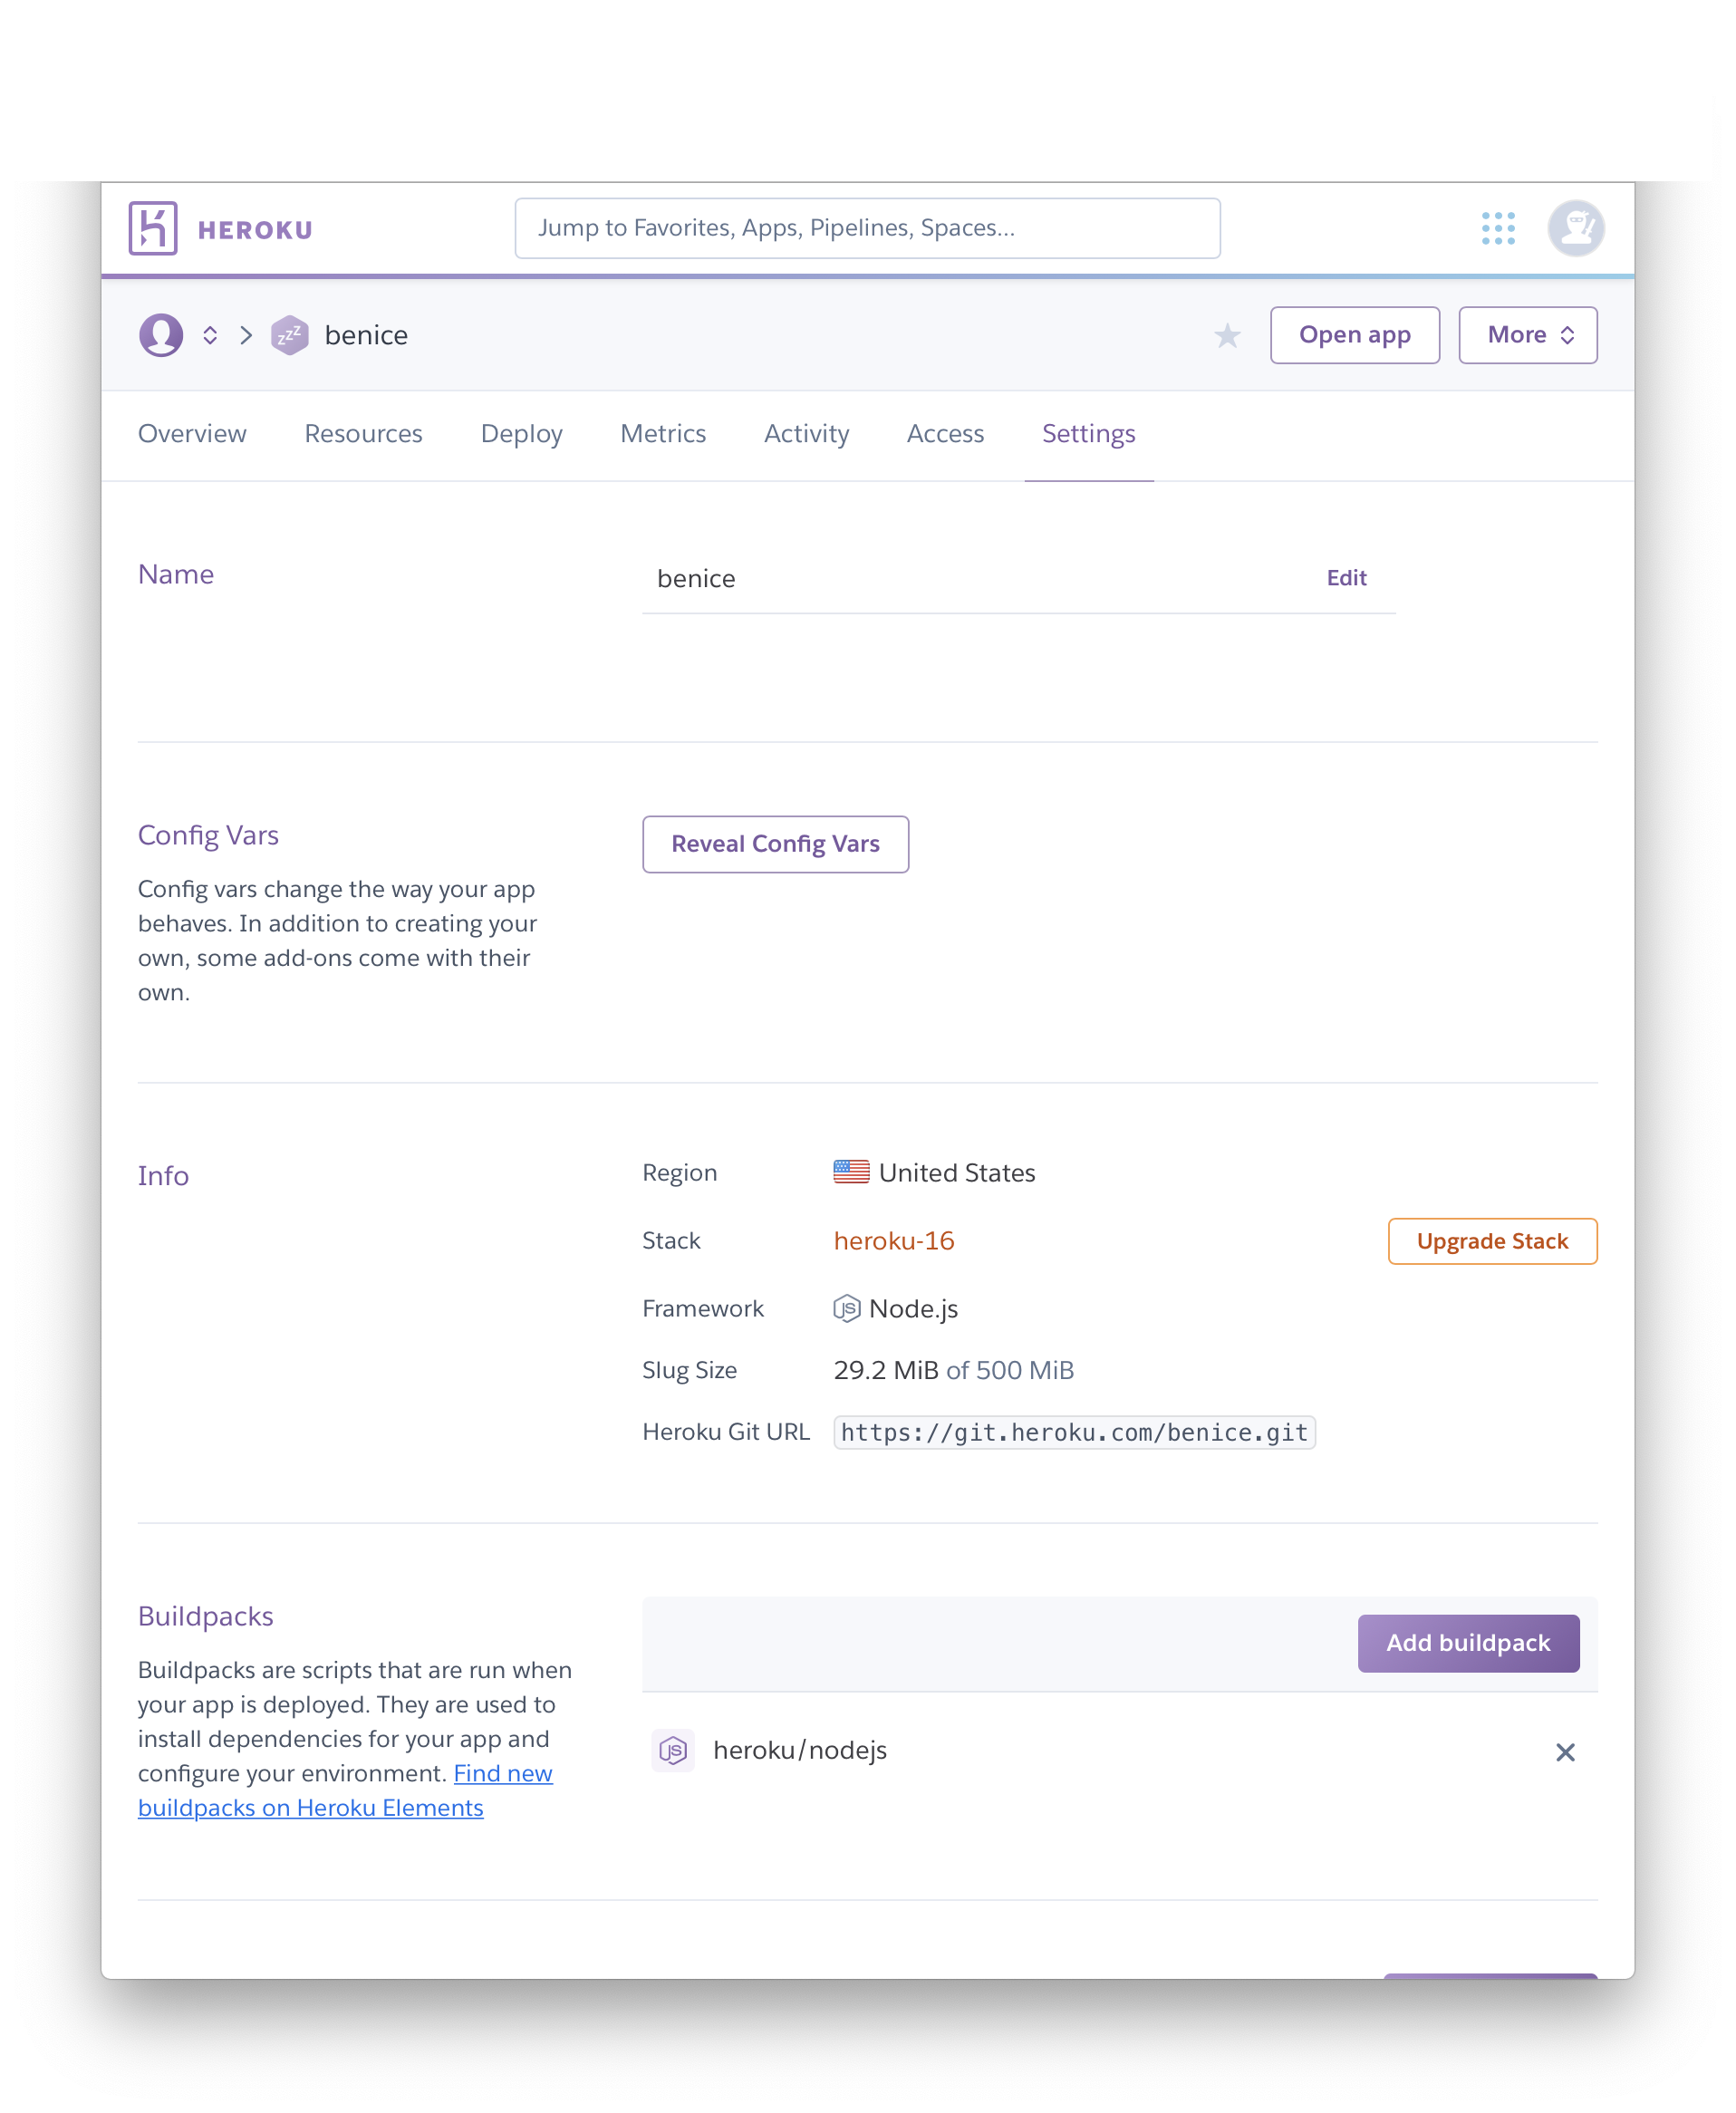 HEROKU
Jump to Favorites, Apps, Pipelines, Spaces...
zzz
benice
Open app
More
Overview
Resources
Deploy
Metrics
Activity
Access
Settings
Name
benice
Edit
Config Vars
Config vars change the way your app
behaves. In addition to creating your
own, some add-ons come with their
own.
Reveal Config Vars
Info
Region
United States
Stack
heroku-16
Upgrade Stack
Framework
JS
Node.js
Slug Size
29.2 MiB of 500 MiB
Heroku Git URL
https://git.heroku.com/benice.git
Buildpacks
Buildpacks are scripts that are run when
your app is deployed. They are used to
install dependencies for your app and
configure your environment. Find new
buildpacks on Heroku Elements
Add buildpack
JS
heroku/nodejs